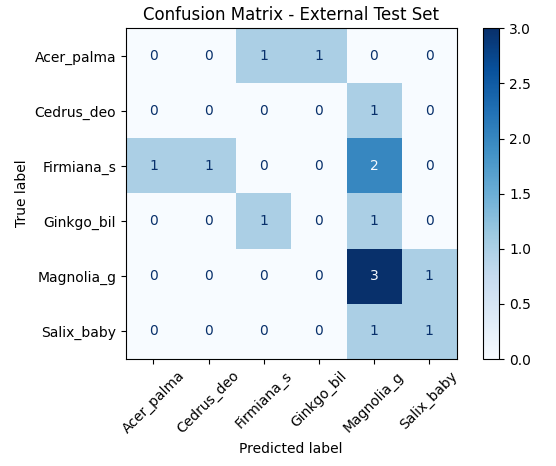 Confusion Matrix - External Test Set
True label
Acer_palma 0 0 1 1 0 0
Cedrus_deo 0 0 0 0 1 0
Firmiana_s 1 1 0 0 2 0
Ginkgo_bil 0 0 1 0 1 0
Magnolia_g 0 0 0 0 3 1
Salix_baby 0 0 0 0 1 1
Acer_palma Cedrus_deo Firmiana_s Ginkgo_bil Magnolia_g Salix_baby
Predicted label
3.0
2.5
2.0
1.5
1.0
0.5
0.0